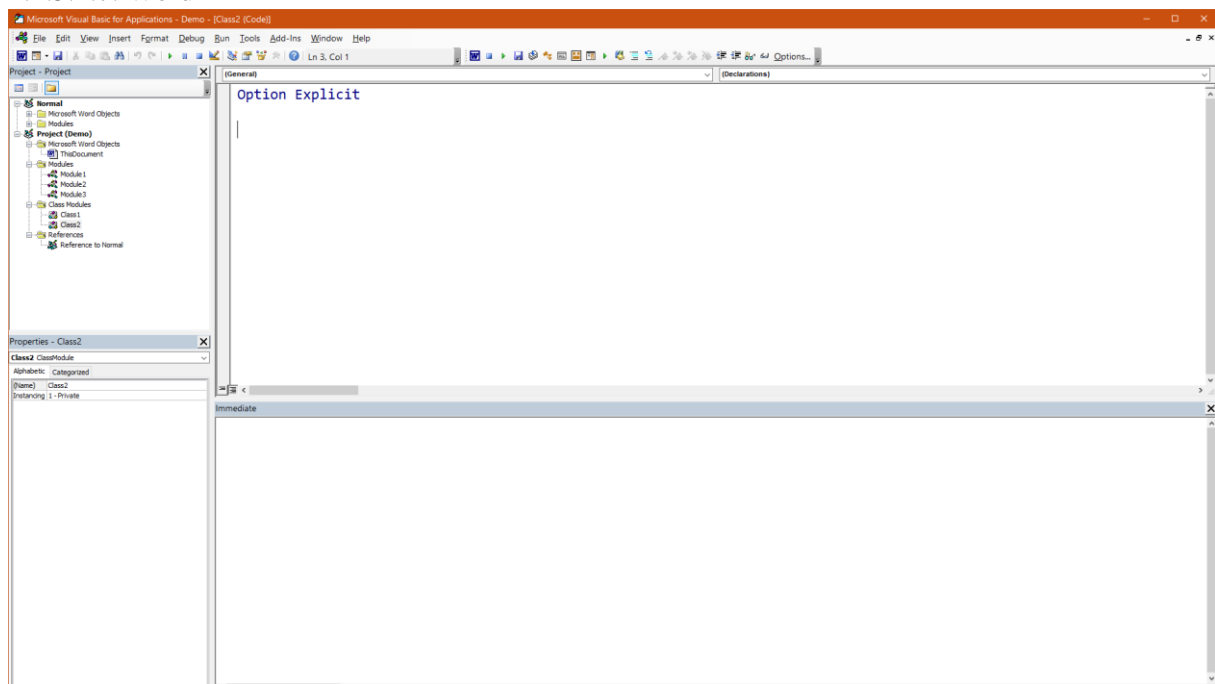 Microsoft Visual Basic for Applications - Demo - [Class2 (Code)]
File Edit View Insert Format Debug Run Tools Add-Ins Window Help
Ln 3, Col 1
Options...
Project - Project
Normal
Microsoft Word Objects
Modules
Project (Demo)
Microsoft Word Objects
ThisDocument
Modules
Module1
Module2
Module3
Class Modules
Class1
Class2
References
Reference to Normal
Properties - Class2
Class2 ClassModule
Alphabetic Categorized
(Name) Class2
Instancing 1 - Private
(General) (Declarations)
Option Explicit
Immediate